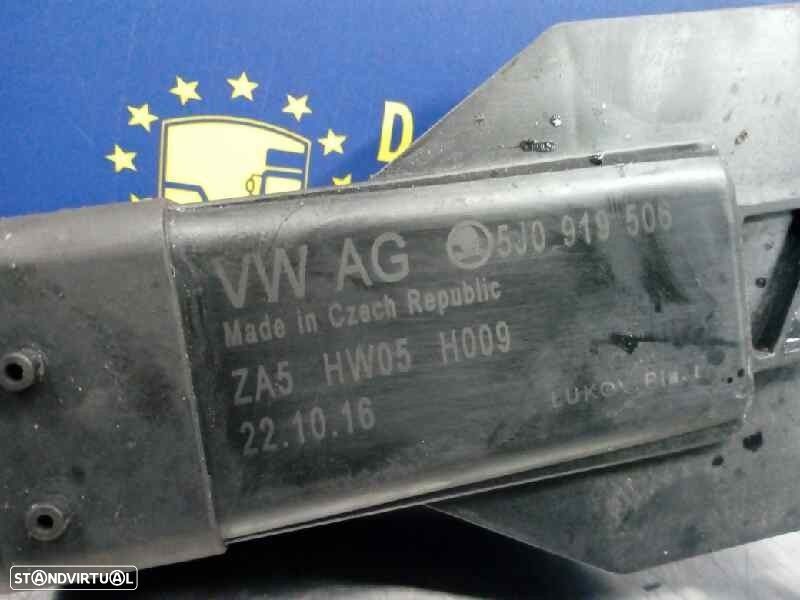 D
VW AG 5J0 919 506
Made in Czech Republic
ZA5 HW05 H009
22.10.16
STANDVIRTUAL